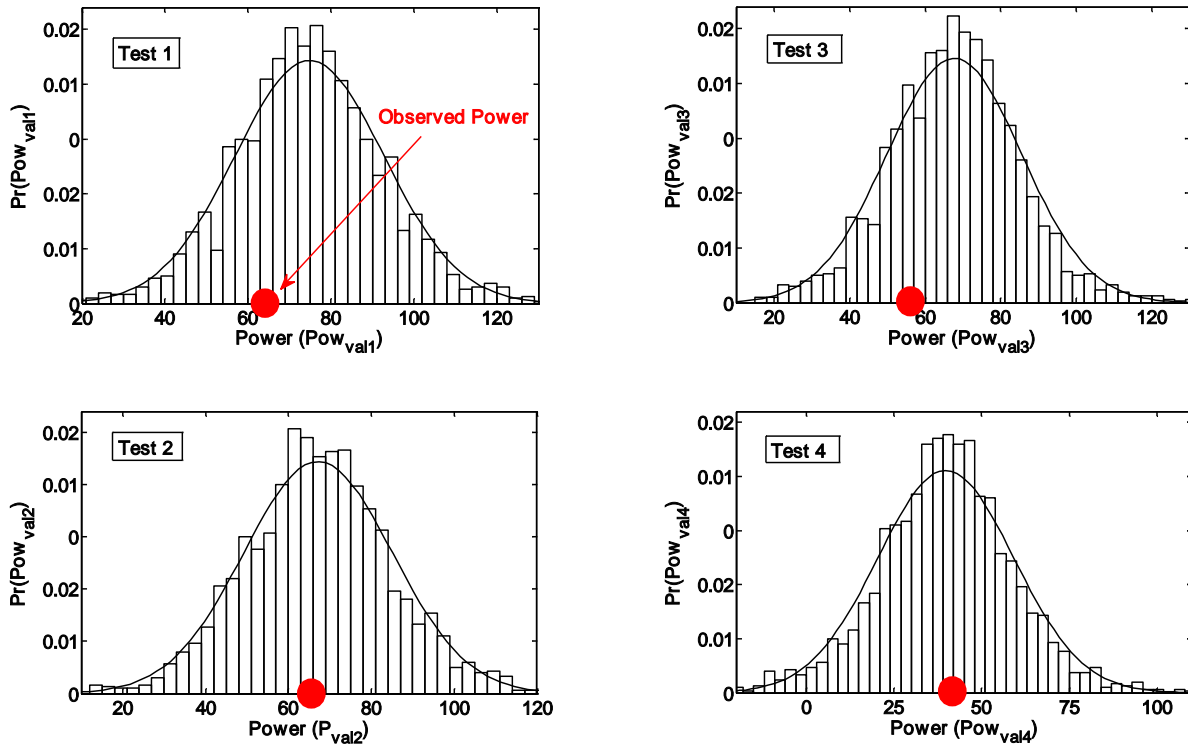 Test 1
Observed Power
Pr(Pow_val1)
0.02
0.01
0
0.02
0.01
0
20 40 60 80 100 120
Power (Pow_val1)
Test 3
Pr(Pow_val3)
0.02
0.01
0
0.02
0.01
0
20 40 60 80 100 120
Power (Pow_val3)
Test 2
Pr(Pow_val2)
0.02
0.01
0
0.02
0.01
0
20 40 60 80 100 120
Power (P_val2)
Test 4
Pr(Pow_val4)
0.02
0.01
0
0.02
0.01
0
0 25 50 75 100
Power (Pow_val4)